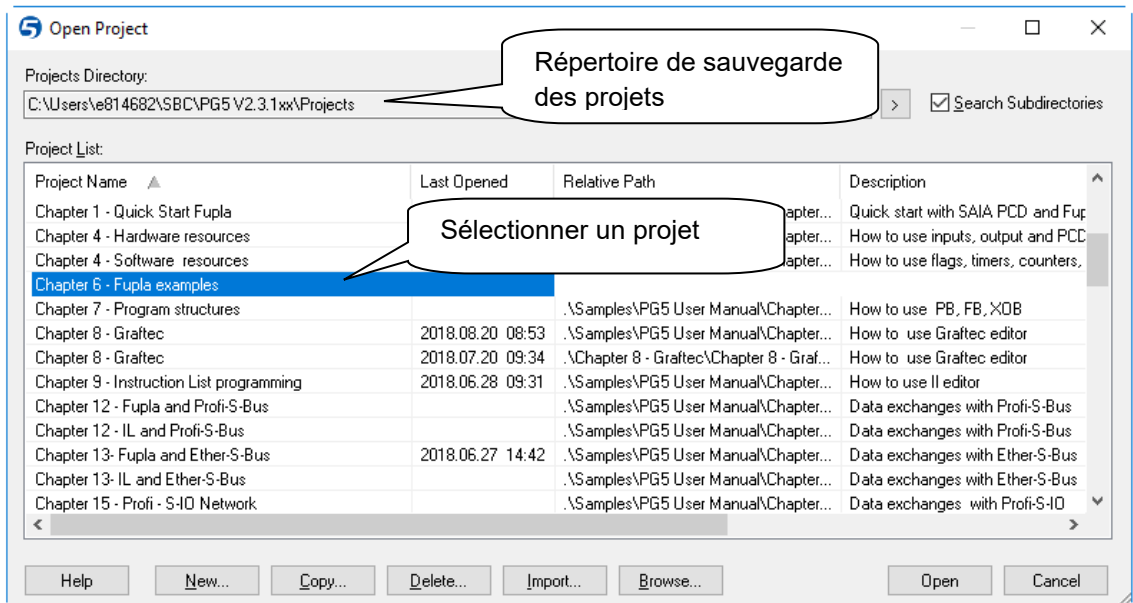 Open Project
Répertoire de sauvegarde
des projets
Projects Directory:
C:\Users\e814682\SBC\PG5 V2.3.1xx\Projects > Search Subdirectories
Project List:
Project Name Last Opened Relative Path Description
Chapter 1 - Quick Start Fupla apter... Quick start with SAIA PCD and Fup
Sélectionner un projet
Chapter 4 - Hardware resources apter... How to use inputs, output and PCD
Chapter 4 - Software resources apter... How to use flags, timers, counters,
Chapter 6 - Fupla examples
Chapter 7 - Program structures .\Samples\PG5 User Manual\Chapter... How to use PB, FB, XOB
Chapter 8 - Graftec 2018.08.20 08:53 .\Samples\PG5 User Manual\Chapter... How to use Graftec editor
Chapter 8 - Graftec 2018.07.20 09:34 .\Chapter 8 - Graftec\Chapter 8 - Graf... How to use Graftec editor
Chapter 9 - Instruction List programming 2018.06.28 09:31 .\Samples\PG5 User Manual\Chapter... How to use Il editor
Chapter 12 - Fupla and Profi-S-Bus .\Samples\PG5 User Manual\Chapter... Data exchanges with Profi-S-Bus
Chapter 12 - IL and Profi-S-Bus .\Samples\PG5 User Manual\Chapter... Data exchanges with Profi-S-Bus
Chapter 13- Fupla and Ether-S-Bus 2018.06.27 14:42 .\Samples\PG5 User Manual\Chapter... Data exchanges with Ether-S-Bus
Chapter 13- IL and Ether-S-Bus .\Samples\PG5 User Manual\Chapter... Data exchanges with Ether-S-Bus
Chapter 15 - Profi - S-IO Network .\Samples\PG5 User Manual\Chapter... Data exchanges with Profi-S-IO
Help New... Copy... Delete... Import... Browse... Open Cancel